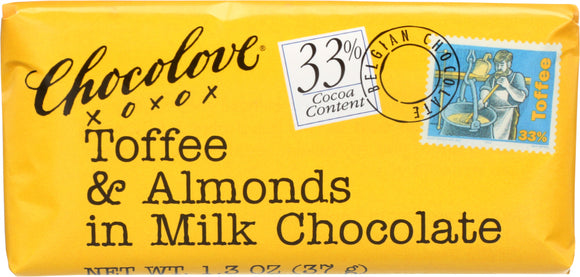 Chocolove®
xoxox
33%
Cocoa
Content
BELGIAN CHOCOLATE
Toffee
33%
Toffee
& Almonds
in Milk Chocolate
NET WT. 1.3 OZ (37 g)